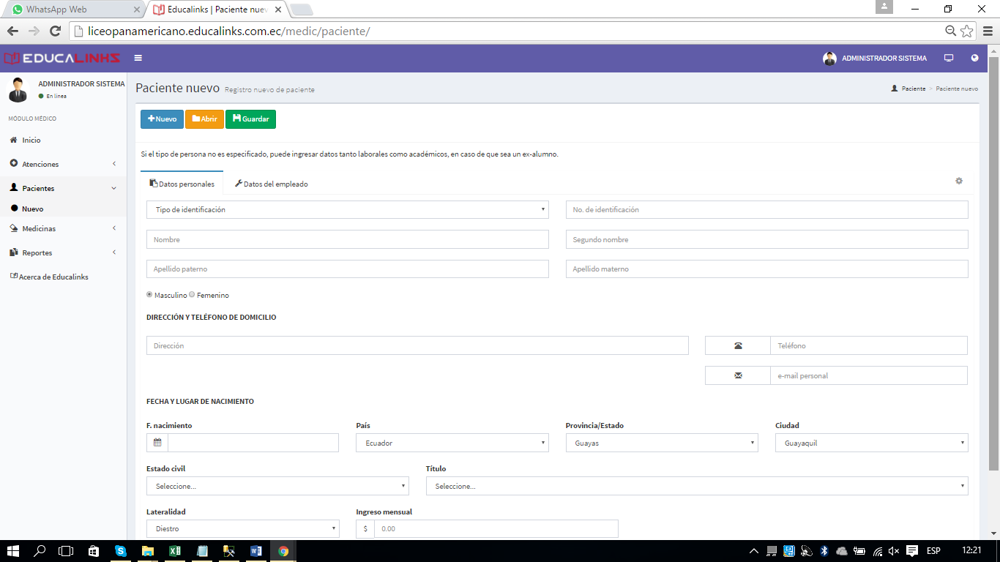 WhatsApp Web
Educalinks | Paciente nuev
liceopanamericano.educalinks.com.ec/medic/paciente/
EDUCALINKS
ADMINISTRADOR SISTEMA
ADMINISTRADOR SISTEMA
En línea
MÓDULO MÉDICO
Inicio
Atenciones
Pacientes
Nuevo
Medicinas
Reportes
Acerca de Educalinks
Paciente nuevo Registro nuevo de paciente
Paciente > Paciente nuevo
Nuevo Abrir Guardar
Si el tipo de persona no es especificado, puede ingresar datos tanto laborales como académicos, en caso de que sea un ex-alumno.
Datos personales Datos del empleado
Tipo de identificación No. de identificación
Nombre Segundo nombre
Apellido paterno Apellido materno
Masculino Femenino
DIRECCIÓN Y TELÉFONO DE DOMICILIO
Dirección Teléfono
e-mail personal
FECHA Y LUGAR DE NACIMIENTO
F. nacimiento País Provincia/Estado Ciudad
Ecuador Guayas Guayaquil
Estado civil Título
Seleccione... Seleccione...
Lateralidad Ingreso mensual
Diestro $ 0.00
ESP 12:21